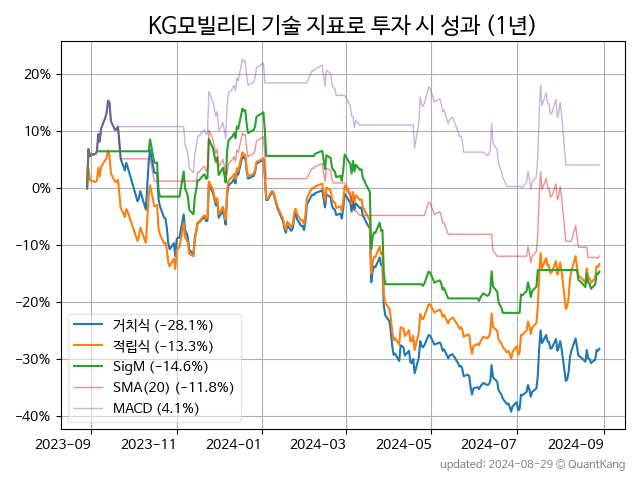 KG모빌리티 기술 지표로 투자 시 성과 (1년)
20%
10%
0%
−10%
−20%
−30%
−40%
거치식 (−28.1%)
적립식 (−13.3%)
SigM (−14.6%)
SMA(20) (−11.8%)
MACD (4.1%)
2023-09 2023-11 2024-01 2024-03 2024-05 2024-07 2024-09
updated: 2024-08-29 © QuantKang